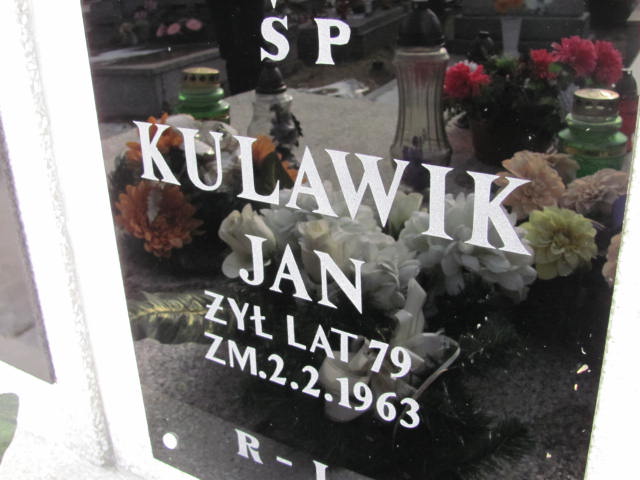 ŚP
KULAWIK
JAN
ŻYŁ LAT 79
ZM.2.2.1963
R-I